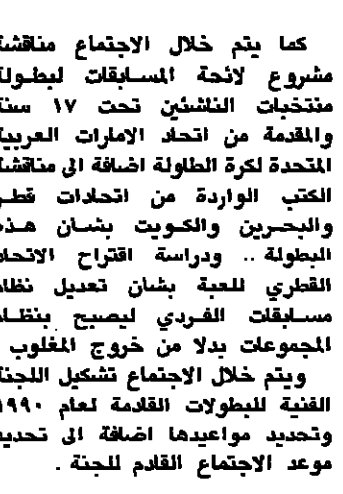 كما يتم خلال الاجتماع مناقشة
مشروع لائحة المسابقات لبطولة
منتخبات الناشئين تحت ١٧ سنة
والمقدمة من اتحاد الامارات العربية
المتحدة لكرة الطاولة اضافة الى مناقشة
الكتب الواردة من اتحادات قطر
والبحرين والكويت بشان هذه
البطولة .. ودراسة اقتراح الاتحاد
القطري للعبة بشان تعديل نظام
مسابقات الفردي ليصبح بنظام
المجموعات بدلا من خروج المغلوب
ويتم خلال الاجتماع تشكيل اللجنة
الفنية للبطولات القادمة لعام ١٩٩٠
وتحديد مواعيدها اضافة الى تحديد
موعد الاجتماع القادم للجنة .